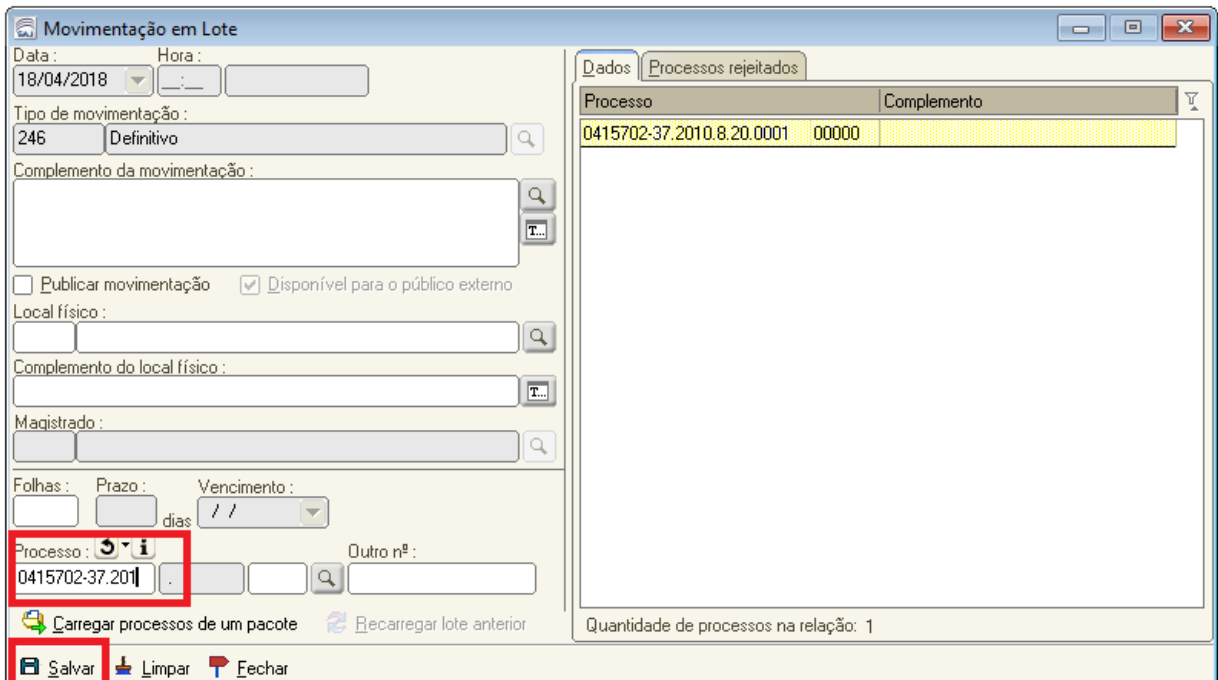 Movimentação em Lote
Data : Hora :
18/04/2018 __:__
Tipo de movimentação :
246 Definitivo
Complemento da movimentação :
T...
Publicar movimentação Disponível para o público externo
Local físico :
Complemento do local físico :
T...
Magistrado :
Folhas : Prazo : Vencimento :
dias / /
Processo : i Outro nº :
0415702-37.201 .
Carregar processos de um pacote Recarregar lote anterior
Salvar Limpar Fechar
Dados Processos rejeitados
Processo Complemento
0415702-37.2010.8.20.0001 00000
Quantidade de processos na relação: 1